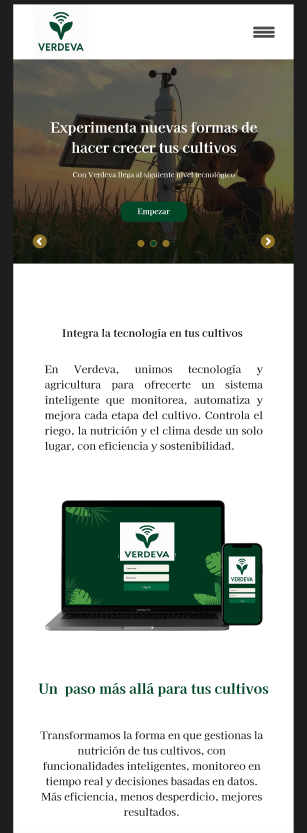 VERDEVA
Experimenta nuevas formas de
hacer crecer tus cultivos
Con Verdeva llega al siguiente nivel tecnológico
Empezar
Integra la tecnología en tus cultivos
En Verdeva, unimos tecnología y
agricultura para ofrecerte un sistema
inteligente que monitorea, automatiza y
mejora cada etapa del cultivo. Controla el
riego, la nutrición y el clima desde un solo
lugar, con eficiencia y sostenibilidad.
VERDEVA
Log in
VERDEVA
Un paso más allá para tus cultivos
Transformamos la forma en que gestionas la
nutrición de tus cultivos, con
funcionalidades inteligentes, monitoreo en
tiempo real y decisiones basadas en datos.
Más eficiencia, menos desperdicio, mejores
resultados.